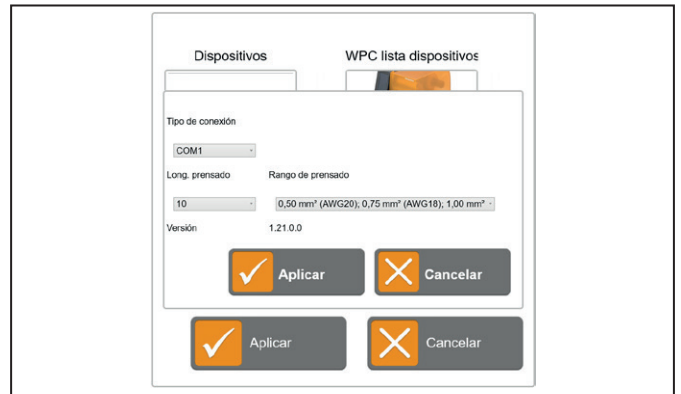 Dispositivos WPC lista dispositivos
Tipo de conexión
COM1
Long. prensado Rango de prensado
10 0,50 mm² (AWG20); 0,75 mm² (AWG18); 1,00 mm²
Versión 1.21.0.0
Aplicar Cancelar
Aplicar Cancelar